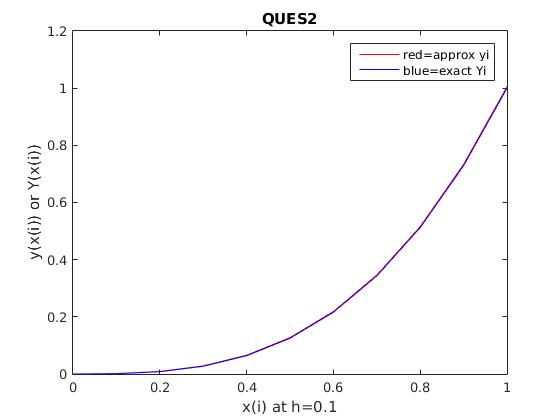 QUES2
red=approx yi
blue=exact Yi
1.2
1
0.8
0.6
0.4
0.2
0
y(x(i)) or Y(x(i))
0 0.2 0.4 0.6 0.8 1
x(i) at h=0.1